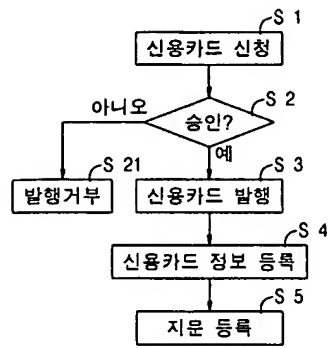 S 1
신용카드 신청
S 2
승인?
아니오
예
S 21
발행거부
S 3
신용카드 발행
S 4
신용카드 정보 등록
S 5
지문 등록